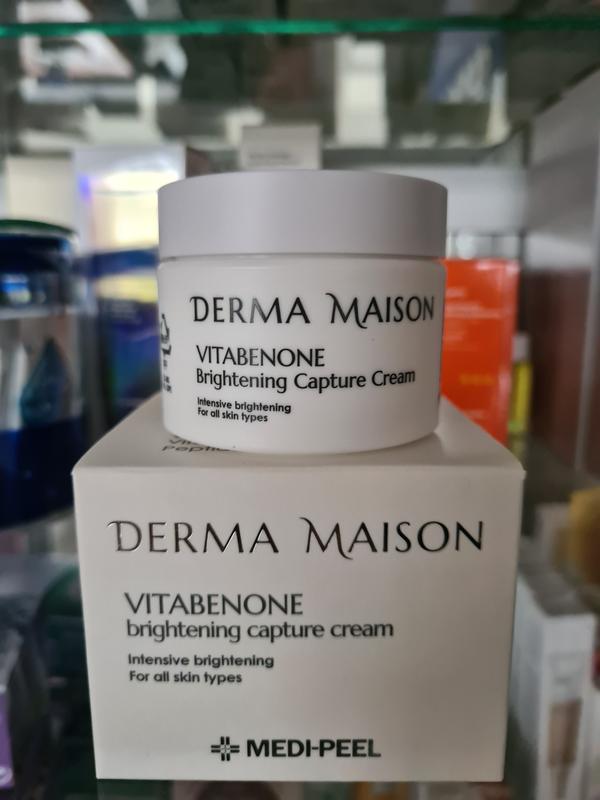 DERMA MAISON
VITABENONE
Brightening Capture Cream
Intensive brightening
For all skin types
DERMA MAISON
VITABENONE
brightening capture cream
Intensive brightening
For all skin types
MEDI-PEEL